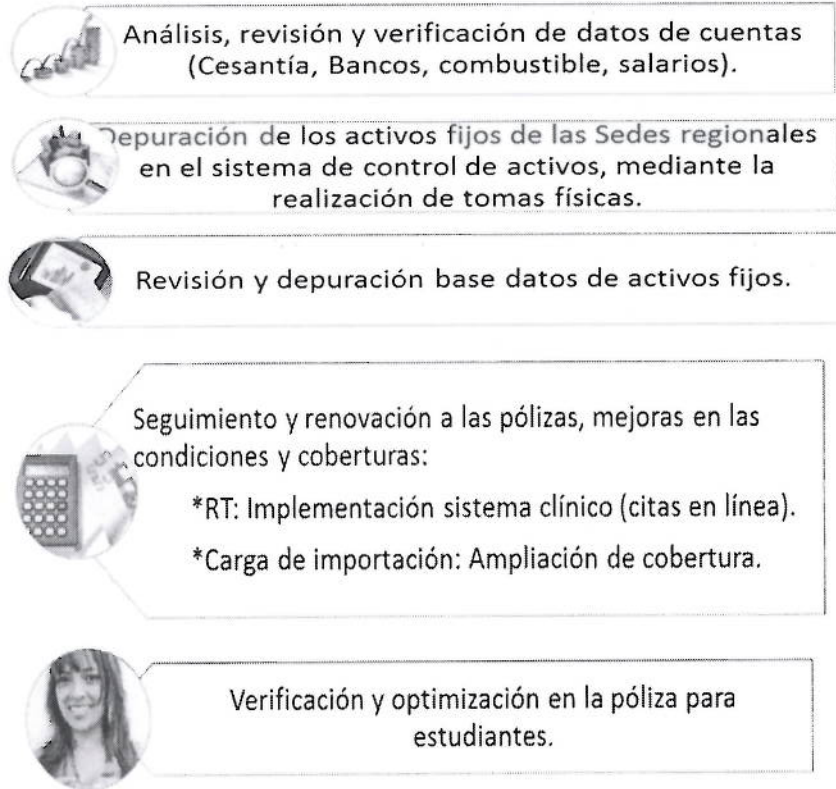 Análisis, revisión y verificación de datos de cuentas
(Cesantía, Bancos, combustible, salarios).
Depuración de los activos fijos de las Sedes regionales
en el sistema de control de activos, mediante la
realización de tomas físicas.
Revisión y depuración base datos de activos fijos.
Seguimiento y renovación a las pólizas, mejoras en las
condiciones y coberturas:
*RT: Implementación sistema clínico (citas en línea).
*Carga de importación: Ampliación de cobertura.
Verificación y optimización en la póliza para
estudiantes.